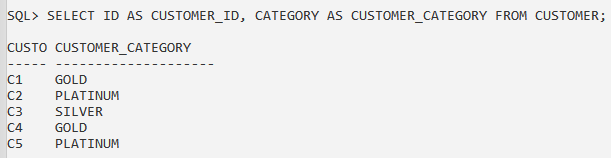 SQL> SELECT ID AS CUSTOMER_ID, CATEGORY AS CUSTOMER_CATEGORY FROM CUSTOMER;
CUSTO CUSTOMER_CATEGORY
----- --------------------
C1    GOLD
C2    PLATINUM
C3    SILVER
C4    GOLD
C5    PLATINUM